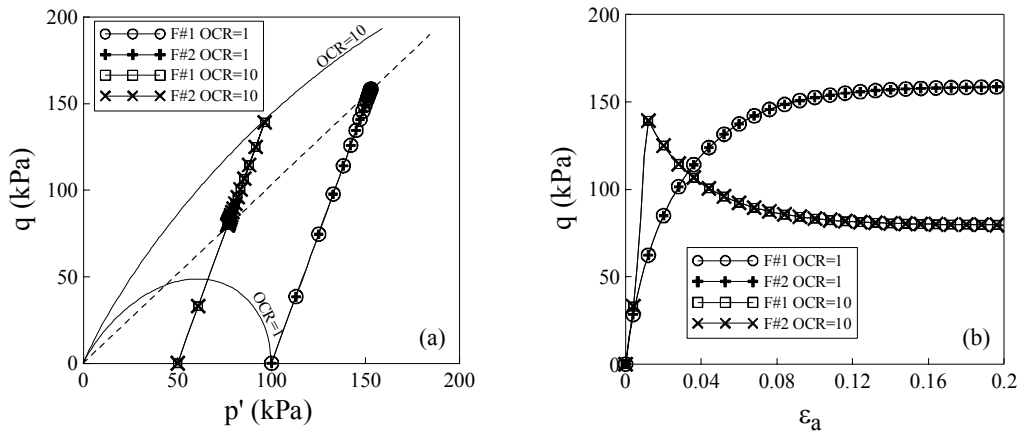 200
150
100
50
0
q (kPa)
F#1 OCR=1
F#2 OCR=1
F#1 OCR=10
F#2 OCR=10
OCR=10
OCR=1
(a)
0 50 100 150 200
p' (kPa)
200
150
100
50
0
q (kPa)
F#1 OCR=1
F#2 OCR=1
F#1 OCR=10
F#2 OCR=10
(b)
0.00 0.04 0.08 0.12 0.16 0.2
εa